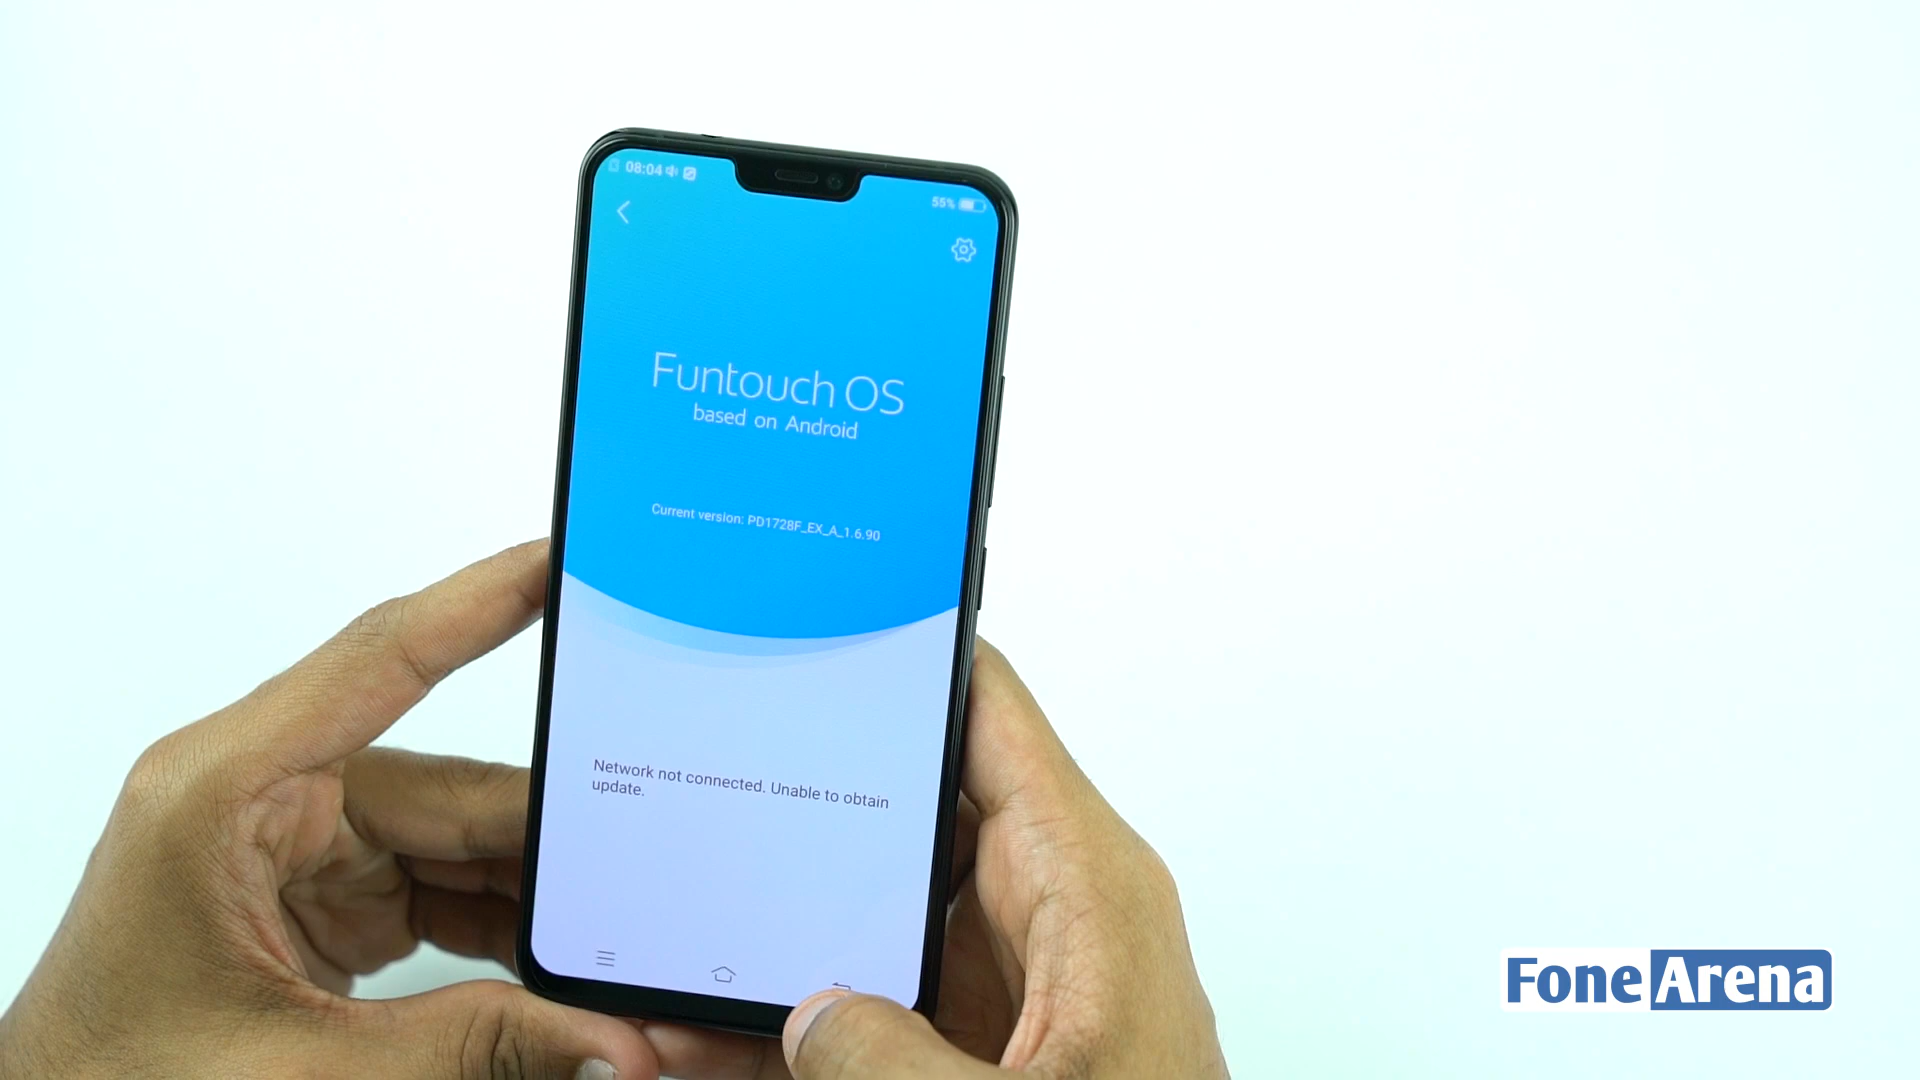 08:04
55%
Funtouch OS
based on Android
Current version: PD1728F_EX_A_1.6.90
Network not connected. Unable to obtain
update.
FoneArena